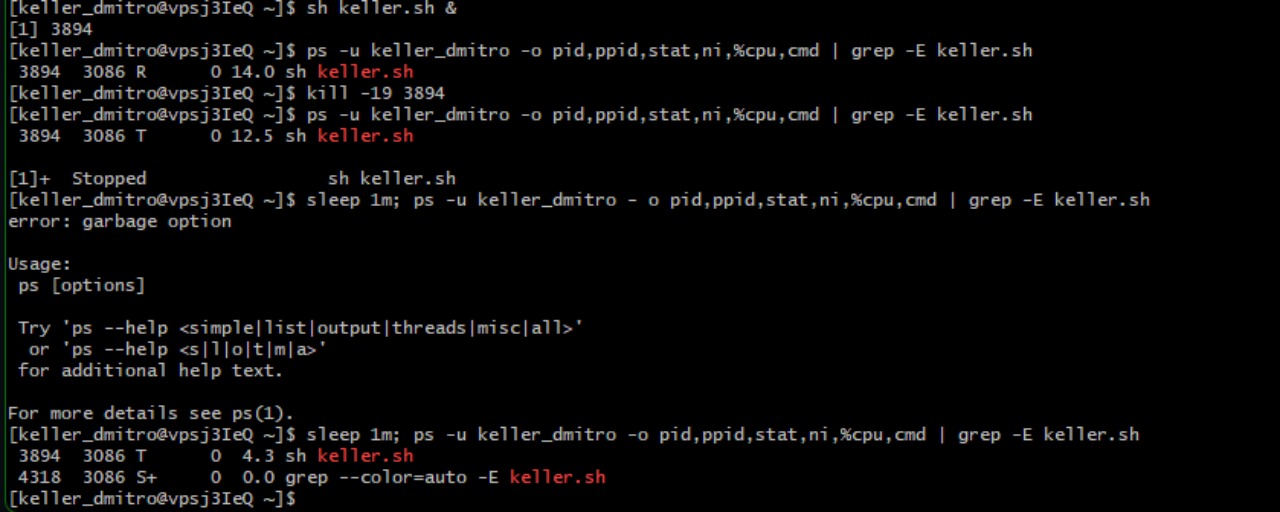 [keller_dmitro@vpsj3IeQ ~]$ sh keller.sh &
[1] 3894
[keller_dmitro@vpsj3IeQ ~]$ ps -u keller_dmitro -o pid,ppid,stat,ni,%cpu,cmd | grep -E keller.sh
 3894  3086 R      0 14.0 sh keller.sh
[keller_dmitro@vpsj3IeQ ~]$ kill -19 3894
[keller_dmitro@vpsj3IeQ ~]$ ps -u keller_dmitro -o pid,ppid,stat,ni,%cpu,cmd | grep -E keller.sh
 3894  3086 T      0 12.5 sh keller.sh

[1]+  Stopped                 sh keller.sh
[keller_dmitro@vpsj3IeQ ~]$ sleep 1m; ps -u keller_dmitro - o pid,ppid,stat,ni,%cpu,cmd | grep -E keller.sh
error: garbage option

Usage:
 ps [options]

 Try 'ps --help <simple|list|output|threads|misc|all>'
  or 'ps --help <s|l|o|t|m|a>'
 for additional help text.

For more details see ps(1).
[keller_dmitro@vpsj3IeQ ~]$ sleep 1m; ps -u keller_dmitro -o pid,ppid,stat,ni,%cpu,cmd | grep -E keller.sh
 3894  3086 T      0  4.3 sh keller.sh
 4318  3086 S+     0  0.0 grep --color=auto -E keller.sh
[keller_dmitro@vpsj3IeQ ~]$